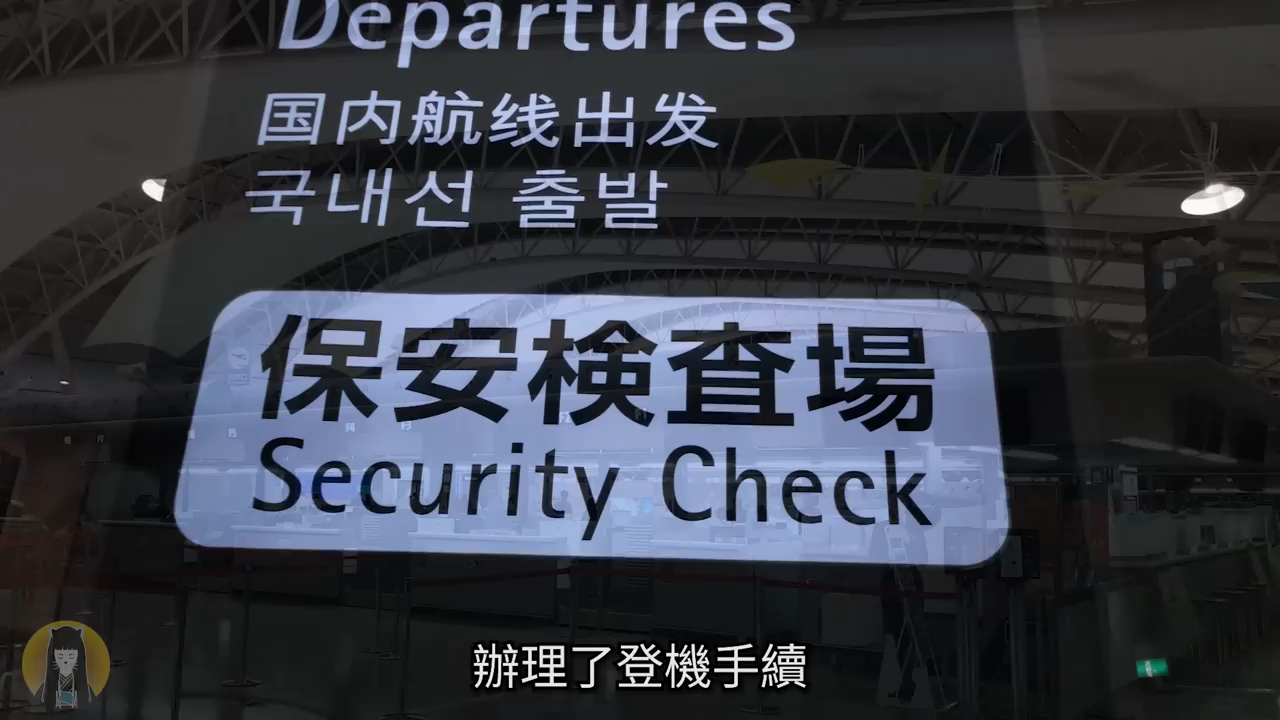 Departures
国内航线出发
국내선 출발
保安検査場
Security Check
辦理了登機手續